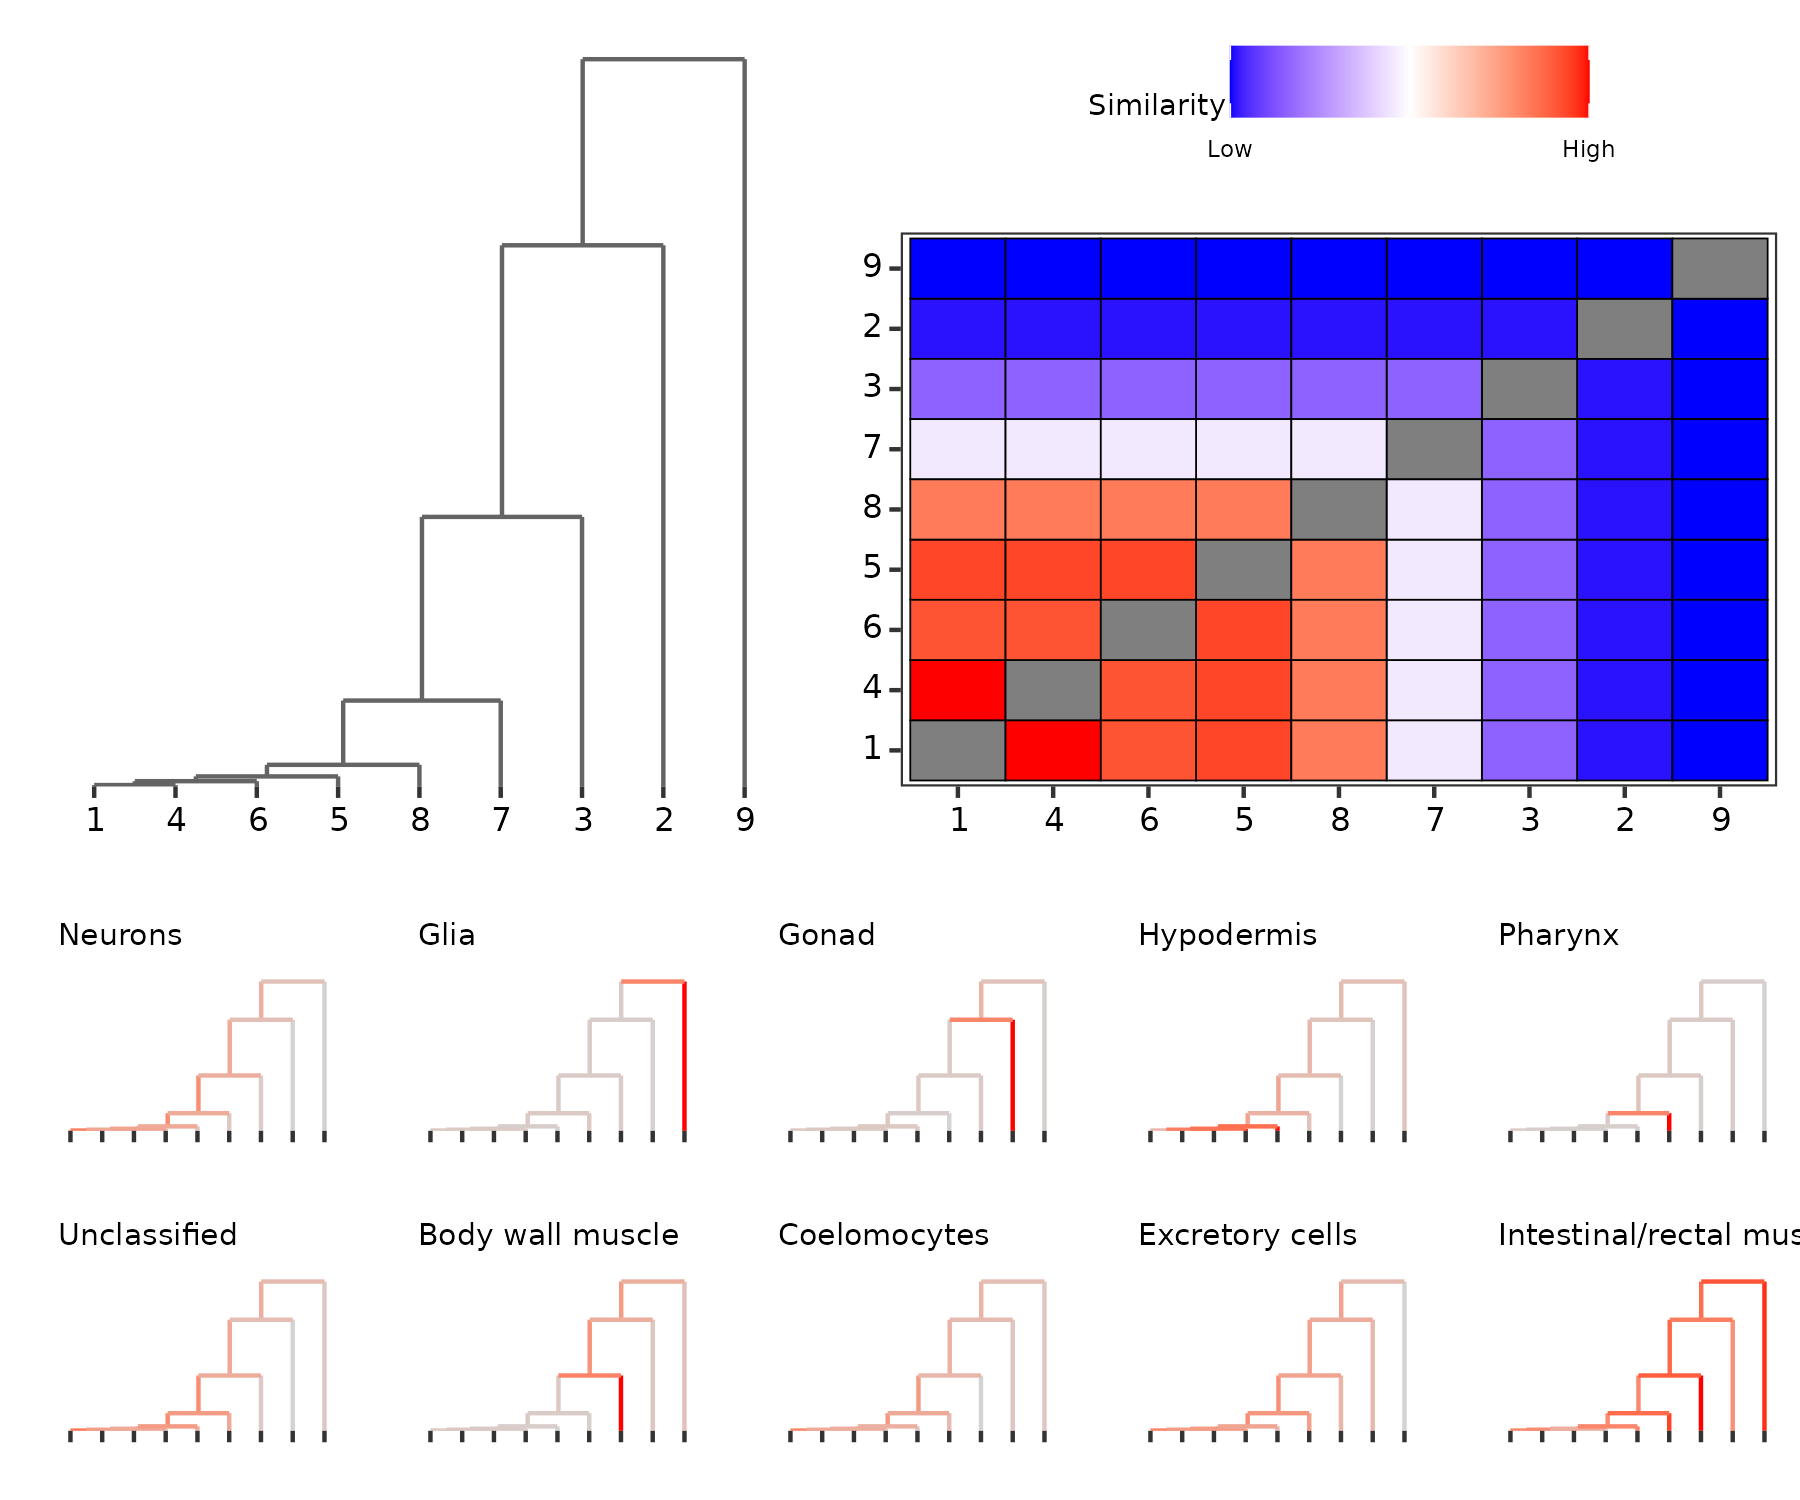 Similarity
Low High
9
2
3
7
8
5
6
4
1
1 4 6 5 8 7 3 2 9
1 4 6 5 8 7 3 2 9
Neurons Glia Gonad Hypodermis Pharynx
Unclassified Body wall muscle Coelomocytes Excretory cells Intestinal/rectal mus